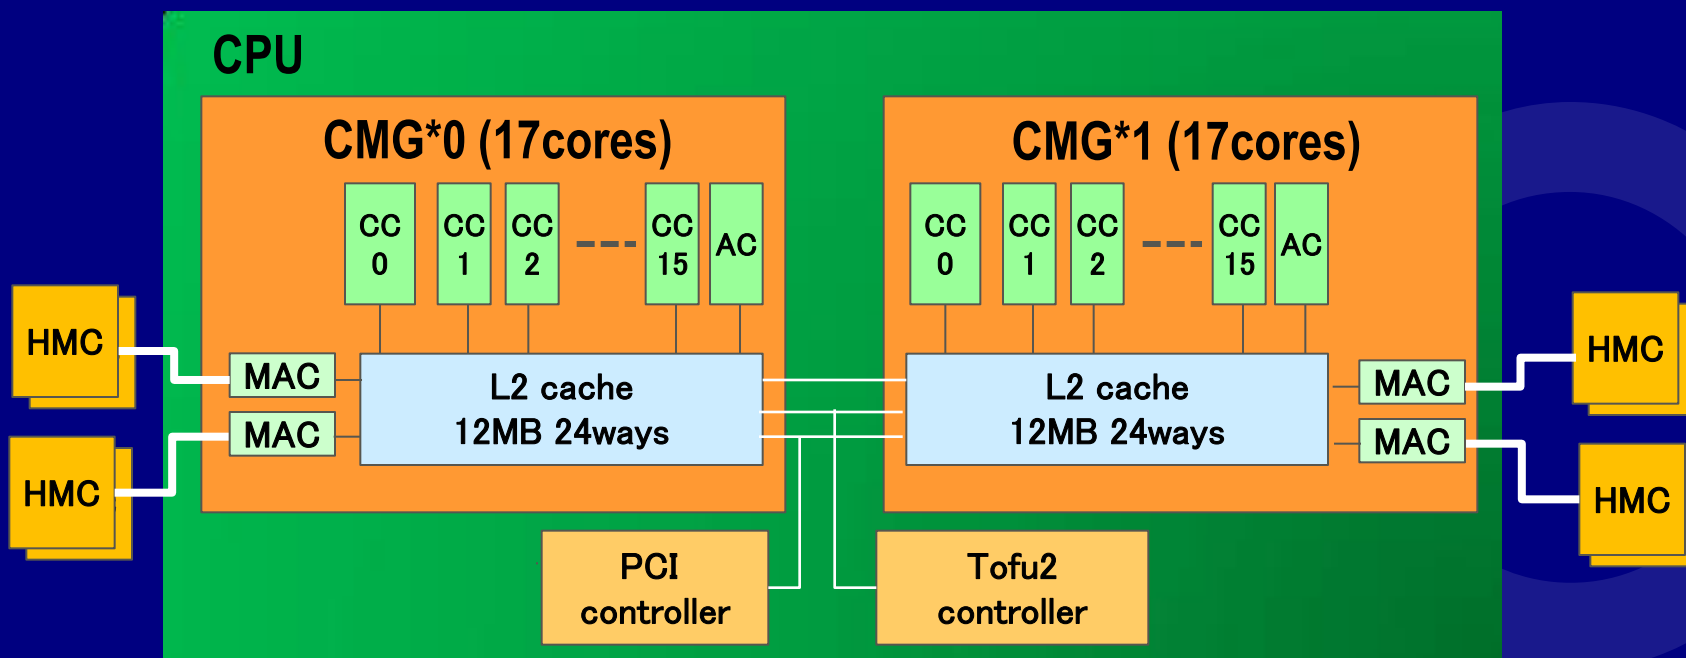 CPU
CMG*0 (17cores)
CC
0
CC
1
CC
2
CC
15
AC
HMC
HMC
MAC
MAC
L2 cache
12MB 24ways
CMG*1 (17cores)
CC
0
CC
1
CC
2
CC
15
AC
L2 cache
12MB 24ways
MAC
MAC
HMC
HMC
PCI
controller
Tofu2
controller